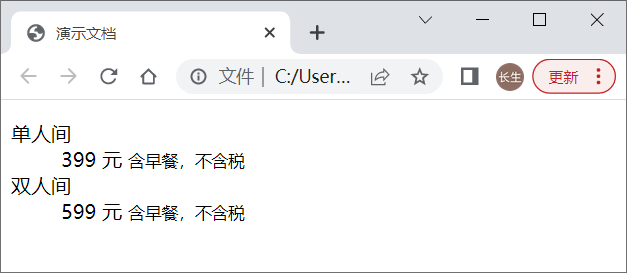 演示文档
文件 | C:/User...
长生
更新
单人间
399 元 含早餐，不含税
双人间
599 元 含早餐，不含税